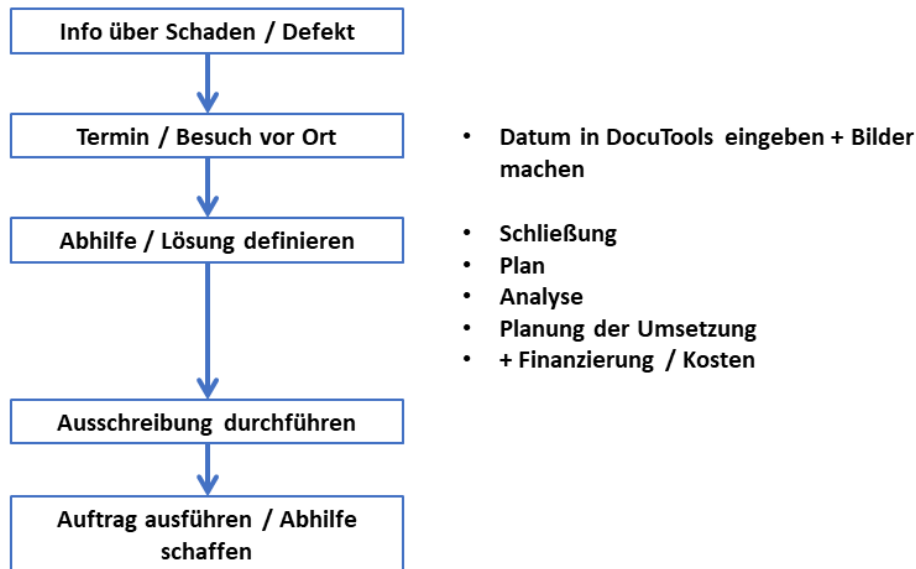 Info über Schaden / Defekt
Termin / Besuch vor Ort
• Datum in DocuTools eingeben + Bilder
machen
Abhilfe / Lösung definieren
• Schließung
• Plan
• Analyse
• Planung der Umsetzung
• + Finanzierung / Kosten
Ausschreibung durchführen
Auftrag ausführen / Abhilfe
schaffen